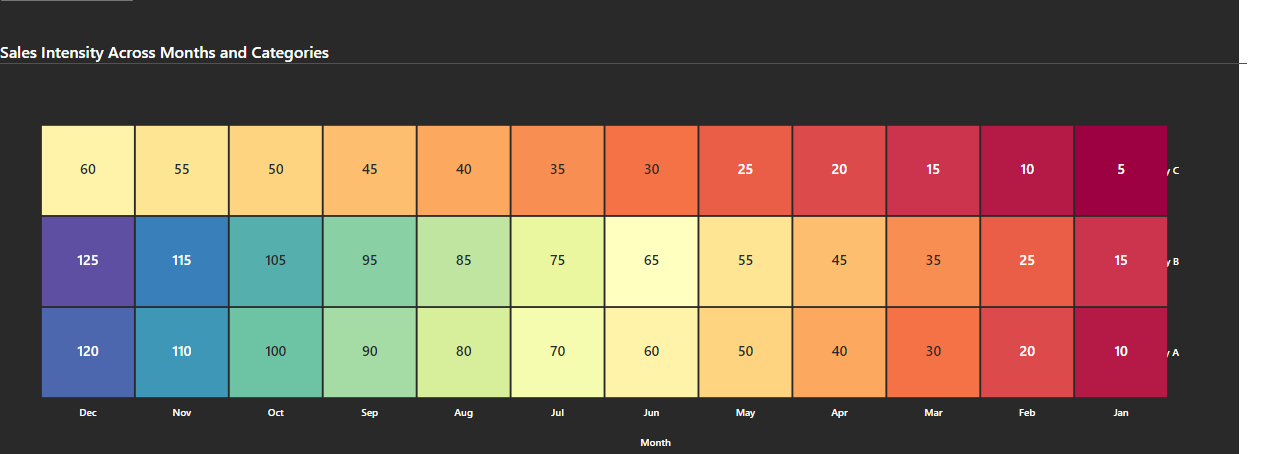 Sales Intensity Across Months and Categories
60 55 50 45 40 35 30 25 20 15 10 5 y C
125 115 105 95 85 75 65 55 45 35 25 15 y B
120 110 100 90 80 70 60 50 40 30 20 10 A
Dec Nov Oct Sep Aug Jul Jun May Apr Mar Feb Jan
Month